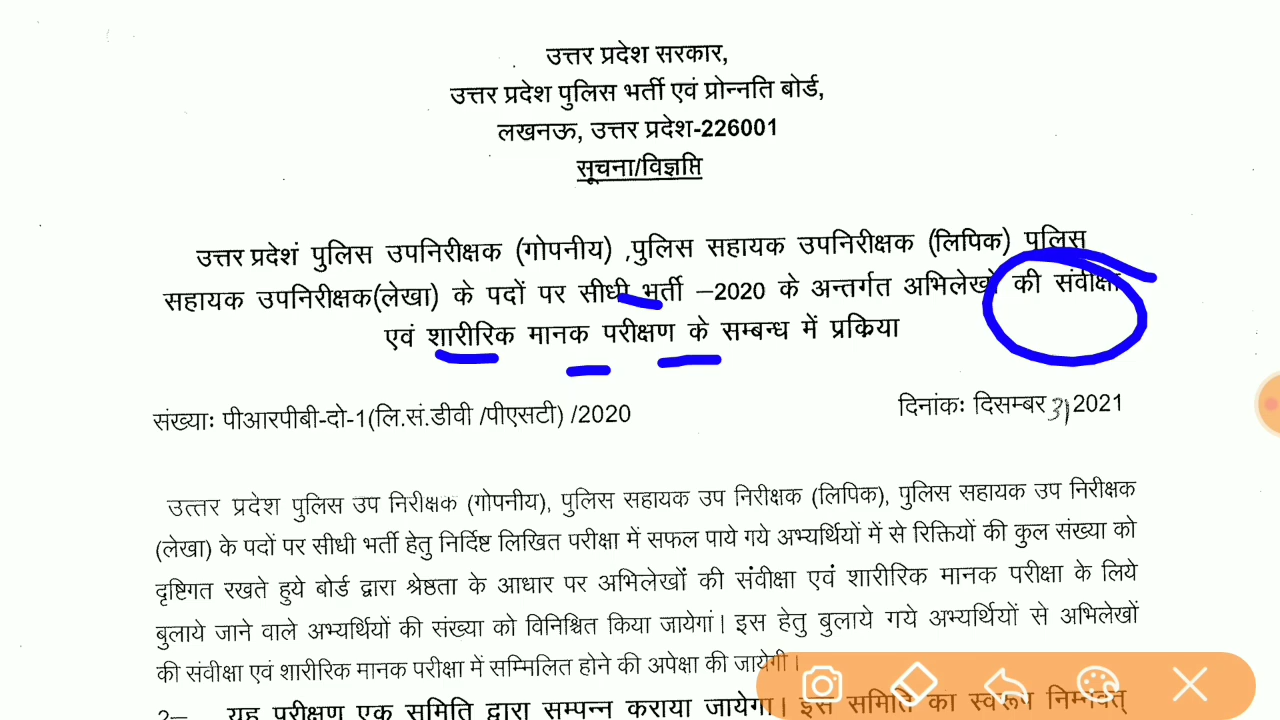 उत्तर प्रदेश सरकार,
उत्तर प्रदेश पुलिस भर्ती एवं प्रोन्नति बोर्ड,
लखनऊ, उत्तर प्रदेश-226001
सूचना/विज्ञप्ति
उत्तर प्रदेशं पुलिस उपनिरीक्षक (गोपनीय) ,पुलिस सहायक उपनिरीक्षक (लिपिक) पुलिस
सहायक उपनिरीक्षक(लेखा) के पदों पर सीधी भर्ती –2020 के अन्तर्गत अभिलेखों की संवीक्षा
एवं शारीरिक मानक परीक्षण के सम्बन्ध में प्रक्रिया
संख्याः पीआरपीबी-दो-1(लि.सं.डीवी /पीएसटी) /2020
दिनांकः दिसम्बर 31 2021
उत्तर प्रदेश पुलिस उप निरीक्षक (गोपनीय), पुलिस सहायक उप निरीक्षक (लिपिक), पुलिस सहायक उप निरीक्षक
(लेखा) के पदों पर सीधी भर्ती हेतु निर्दिष्ट लिखित परीक्षा में सफल पाये गये अभ्यर्थियों में से रिक्तियों की कुल संख्या को
दृष्टिगत रखते हुये बोर्ड द्वारा श्रेष्ठता के आधार पर अभिलेखों की संवीक्षा एवं शारीरिक मानक परीक्षा के लिये
बुलाये जाने वाले अभ्यर्थियों की संख्या को विनिश्चित किया जायेगां। इस हेतु बुलाये गये अभ्यर्थियों से अभिलेखों
की संवीक्षा एवं शारीरिक मानक परीक्षा में सम्मिलित होने की अपेक्षा की जायेगी।
2– यह परीक्षण एक समिति द्वारा सम्पन्न कराया जायेगा। इस समिति का स्वरूप निम्नवत्